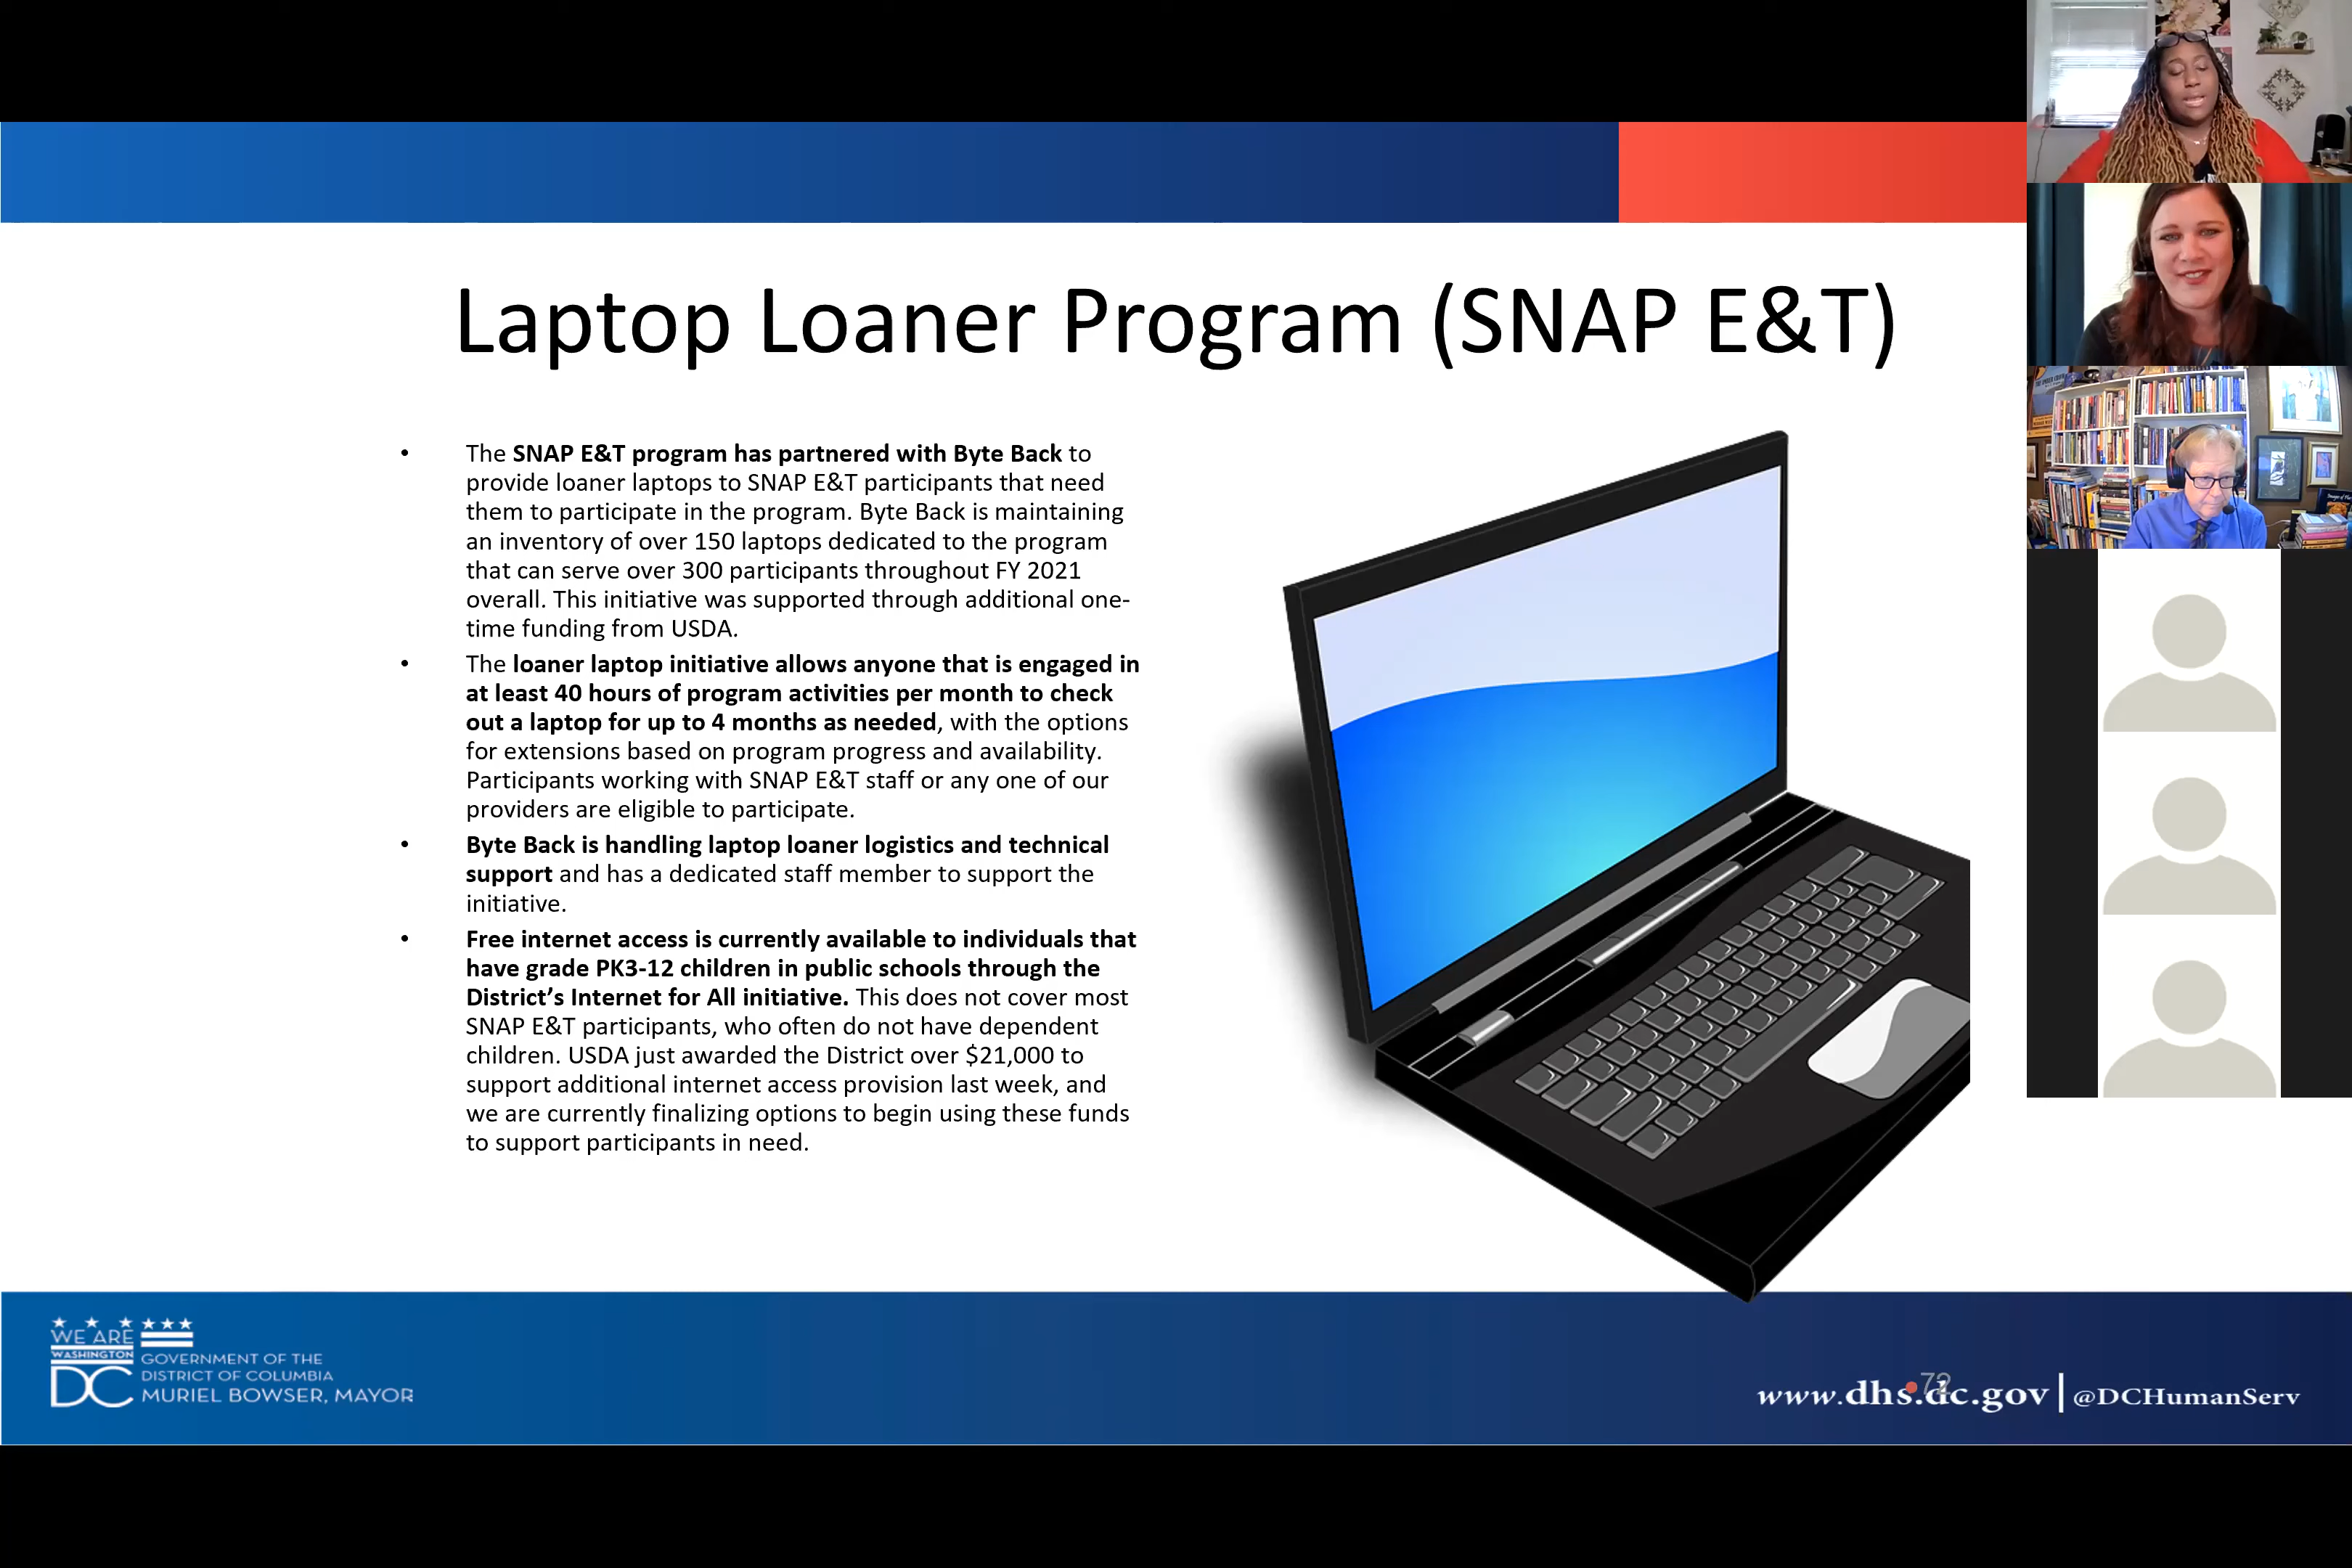 Laptop Loaner Program (SNAP E&T)
• The SNAP E&T program has partnered with Byte Back to
provide loaner laptops to SNAP E&T participants that need
them to participate in the program. Byte Back is maintaining
an inventory of over 150 laptops dedicated to the program
that can serve over 300 participants throughout FY 2021
overall. This initiative was supported through additional one-
time funding from USDA.
• The loaner laptop initiative allows anyone that is engaged in
at least 40 hours of program activities per month to check
out a laptop for up to 4 months as needed, with the options
for extensions based on program progress and availability.
Participants working with SNAP E&T staff or any one of our
providers are eligible to participate.
• Byte Back is handling laptop loaner logistics and technical
support and has a dedicated staff member to support the
initiative.
• Free internet access is currently available to individuals that
have grade PK3-12 children in public schools through the
District’s Internet for All initiative. This does not cover most
SNAP E&T participants, who often do not have dependent
children. USDA just awarded the District over $21,000 to
support additional internet access provision last week, and
we are currently finalizing options to begin using these funds
to support participants in need.
WE ARE
WASHINGTON
DC
GOVERNMENT OF THE
DISTRICT OF COLUMBIA
MURIEL BOWSER, MAYOR
72
www.dhs.dc.gov | @DCHumanServ